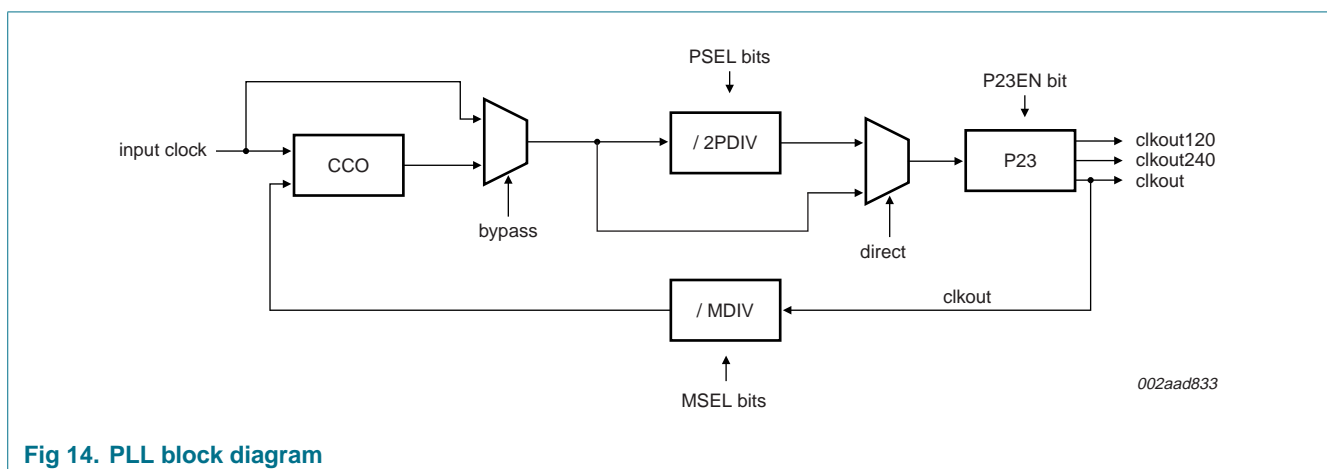 PSEL bits
P23EN bit
input clock
CCO
/ 2PDIV
P23
clkout120
clkout240
clkout
bypass
direct
/ MDIV
clkout
MSEL bits
002aad833
Fig 14. PLL block diagram